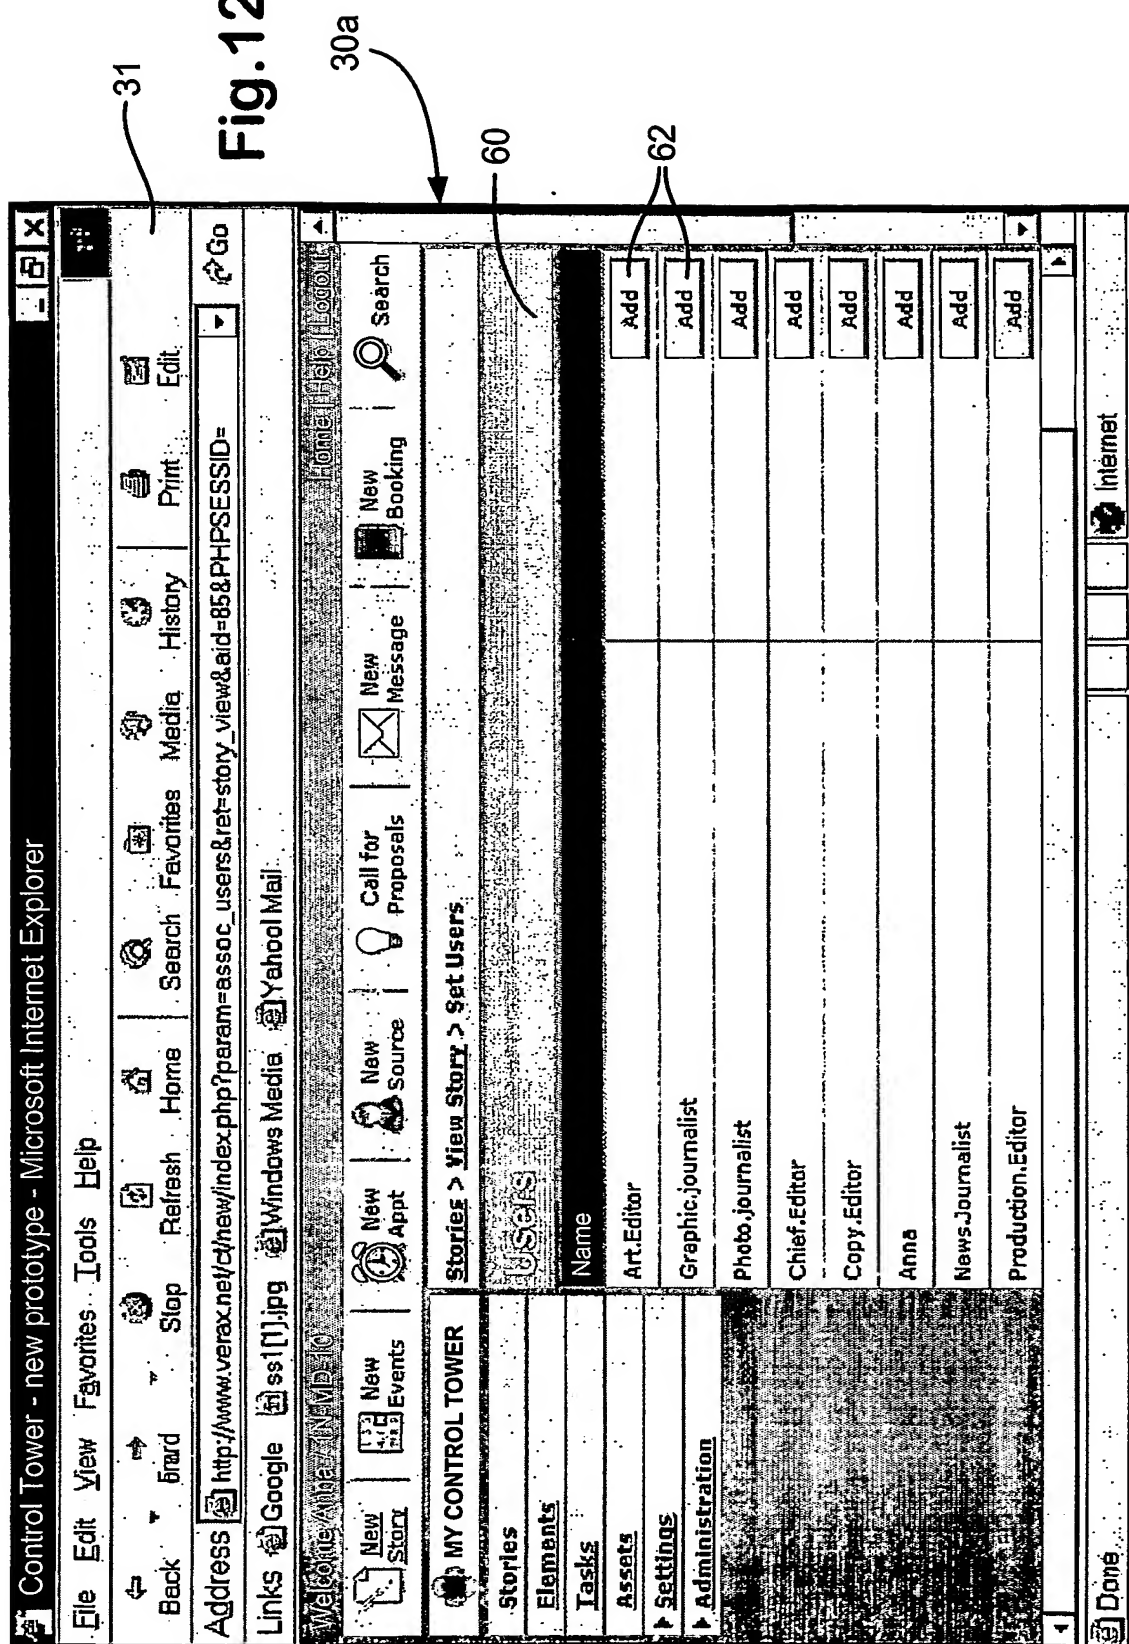 Control Tower - new prototype - Microsoft Internet Explorer
File Edit View Favorites Tools Help
Back Stop Refresh Home Search Favorites Media History Print Edit
Address http://www.verax.net/ct/new/index.php?param=assoc_users&ret=story_view&aid=85&PHPSESSID= Go
Links Google ss1[1].jpg Windows Media Yahoo! Mail
Home | Help | Logout
New Story
New Events
New Appt
New Source
Call for Proposals
New Message
New Booking
Search
MY CONTROL TOWER
Stories
Elements
Tasks
Assets
Settings
Administration
Stories > View Story > Set Users
Users
Name
Art.Editor Add
Graphic.journalist Add
Photo.journalist Add
Chief.Editor Add
Copy.Editor Add
Anna Add
News.Journalist Add
Production.Editor Add
Done Internet
31
Fig.12
30a
60
62